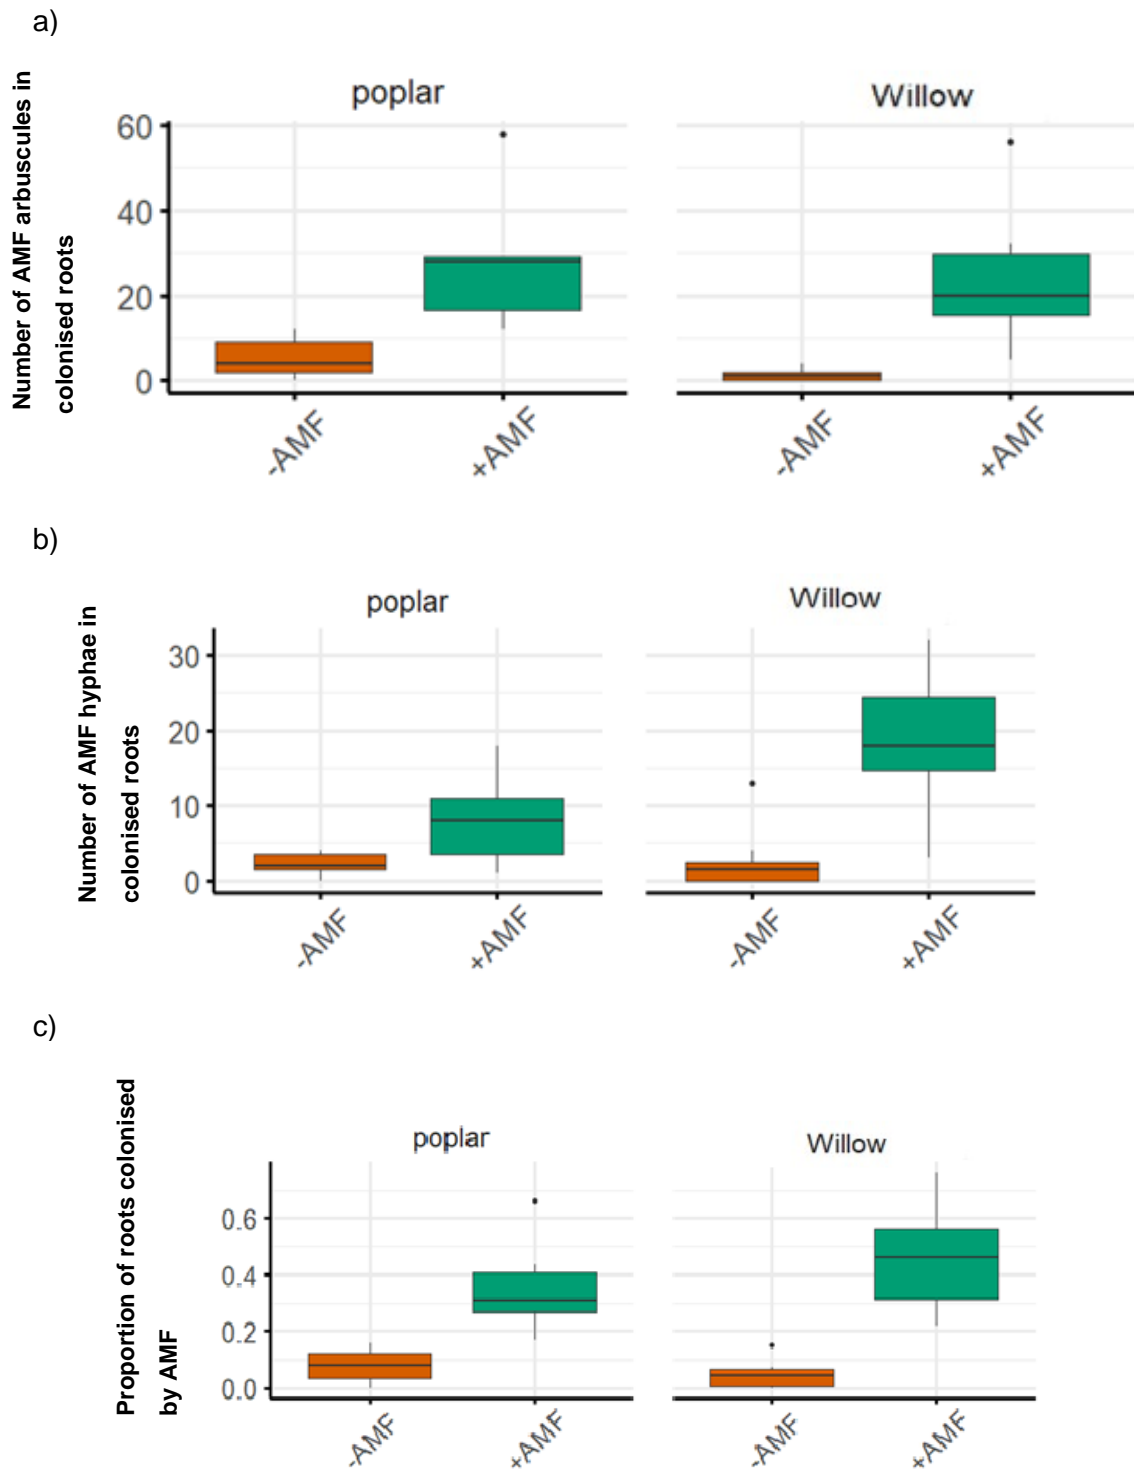 a)
Number of AMF arbuscules in
colonised roots
poplar
Willow
60
40
20
0
-AMF
+AMF
-AMF
+AMF
b)
Number of AMF hyphae in
colonised roots
poplar
Willow
30
20
10
0
-AMF
+AMF
-AMF
+AMF
c)
Proportion of roots colonised
by AMF
poplar
Willow
0.6
0.4
0.2
0.0
-AMF
+AMF
-AMF
+AMF